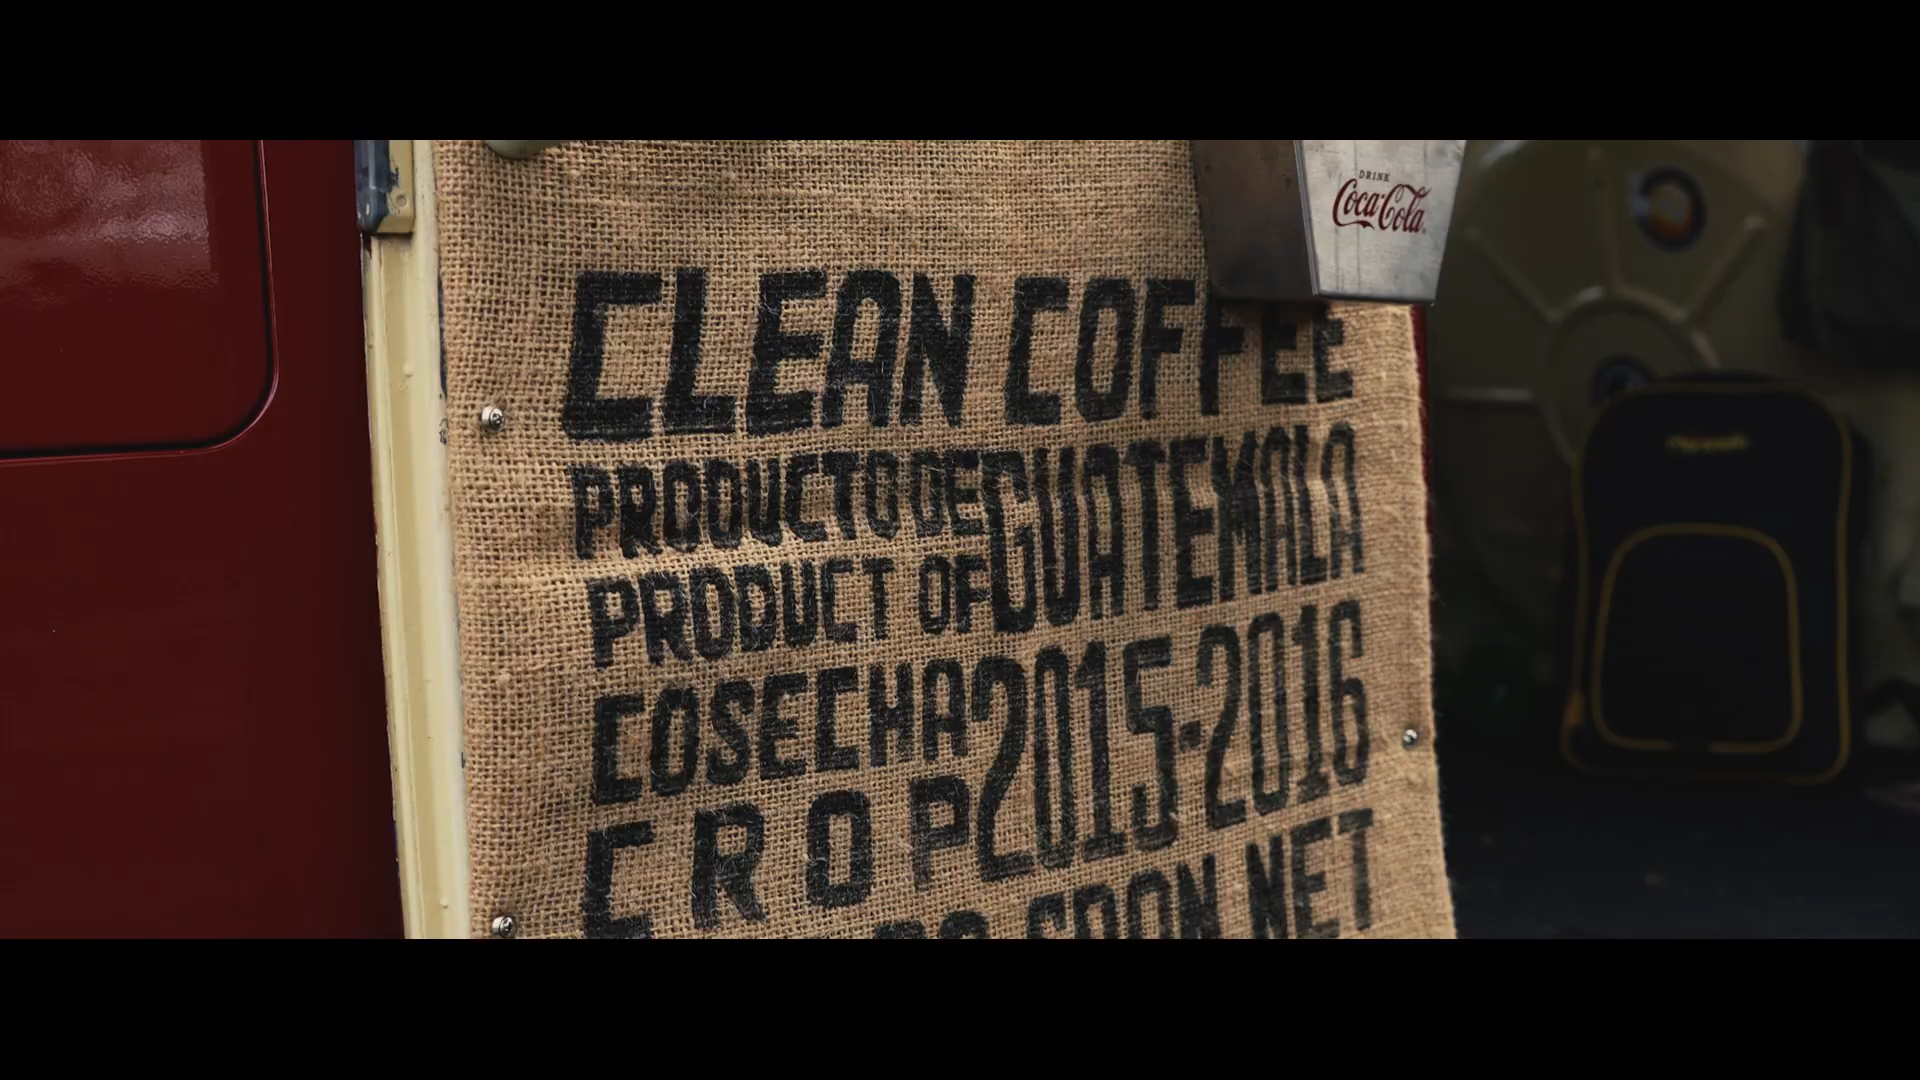 DRINK
Coca-Cola
CLEAN COFFEE
PRODUCTO DE GUATEMALA
PRODUCT OF
COSECHA 2015-2016
CROP
NET